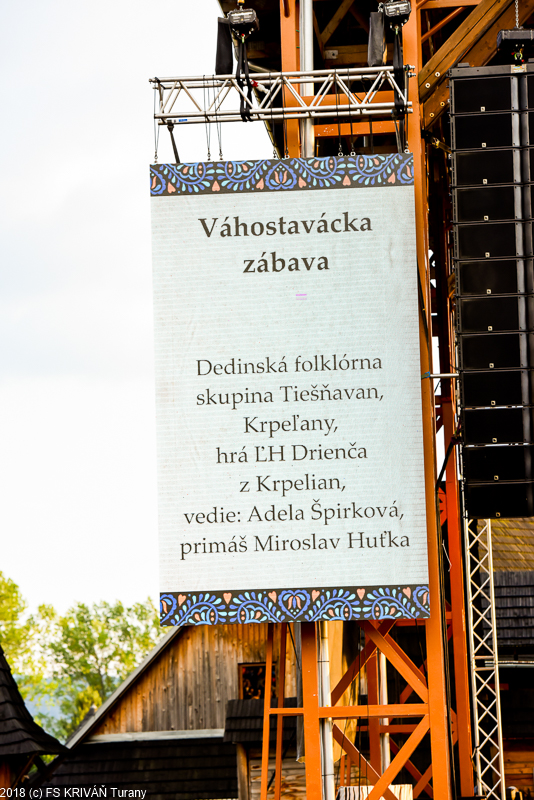 Váhostavácka
zábava
=
Dedinská folklórna
skupina Tiešňavan,
Krpeľany,
hrá ĽH Drienča
z Krpelian,
vedie: Adela Špirková,
primáš Miroslav Huťka
2018 (c) FS KRIVÁŇ Turany